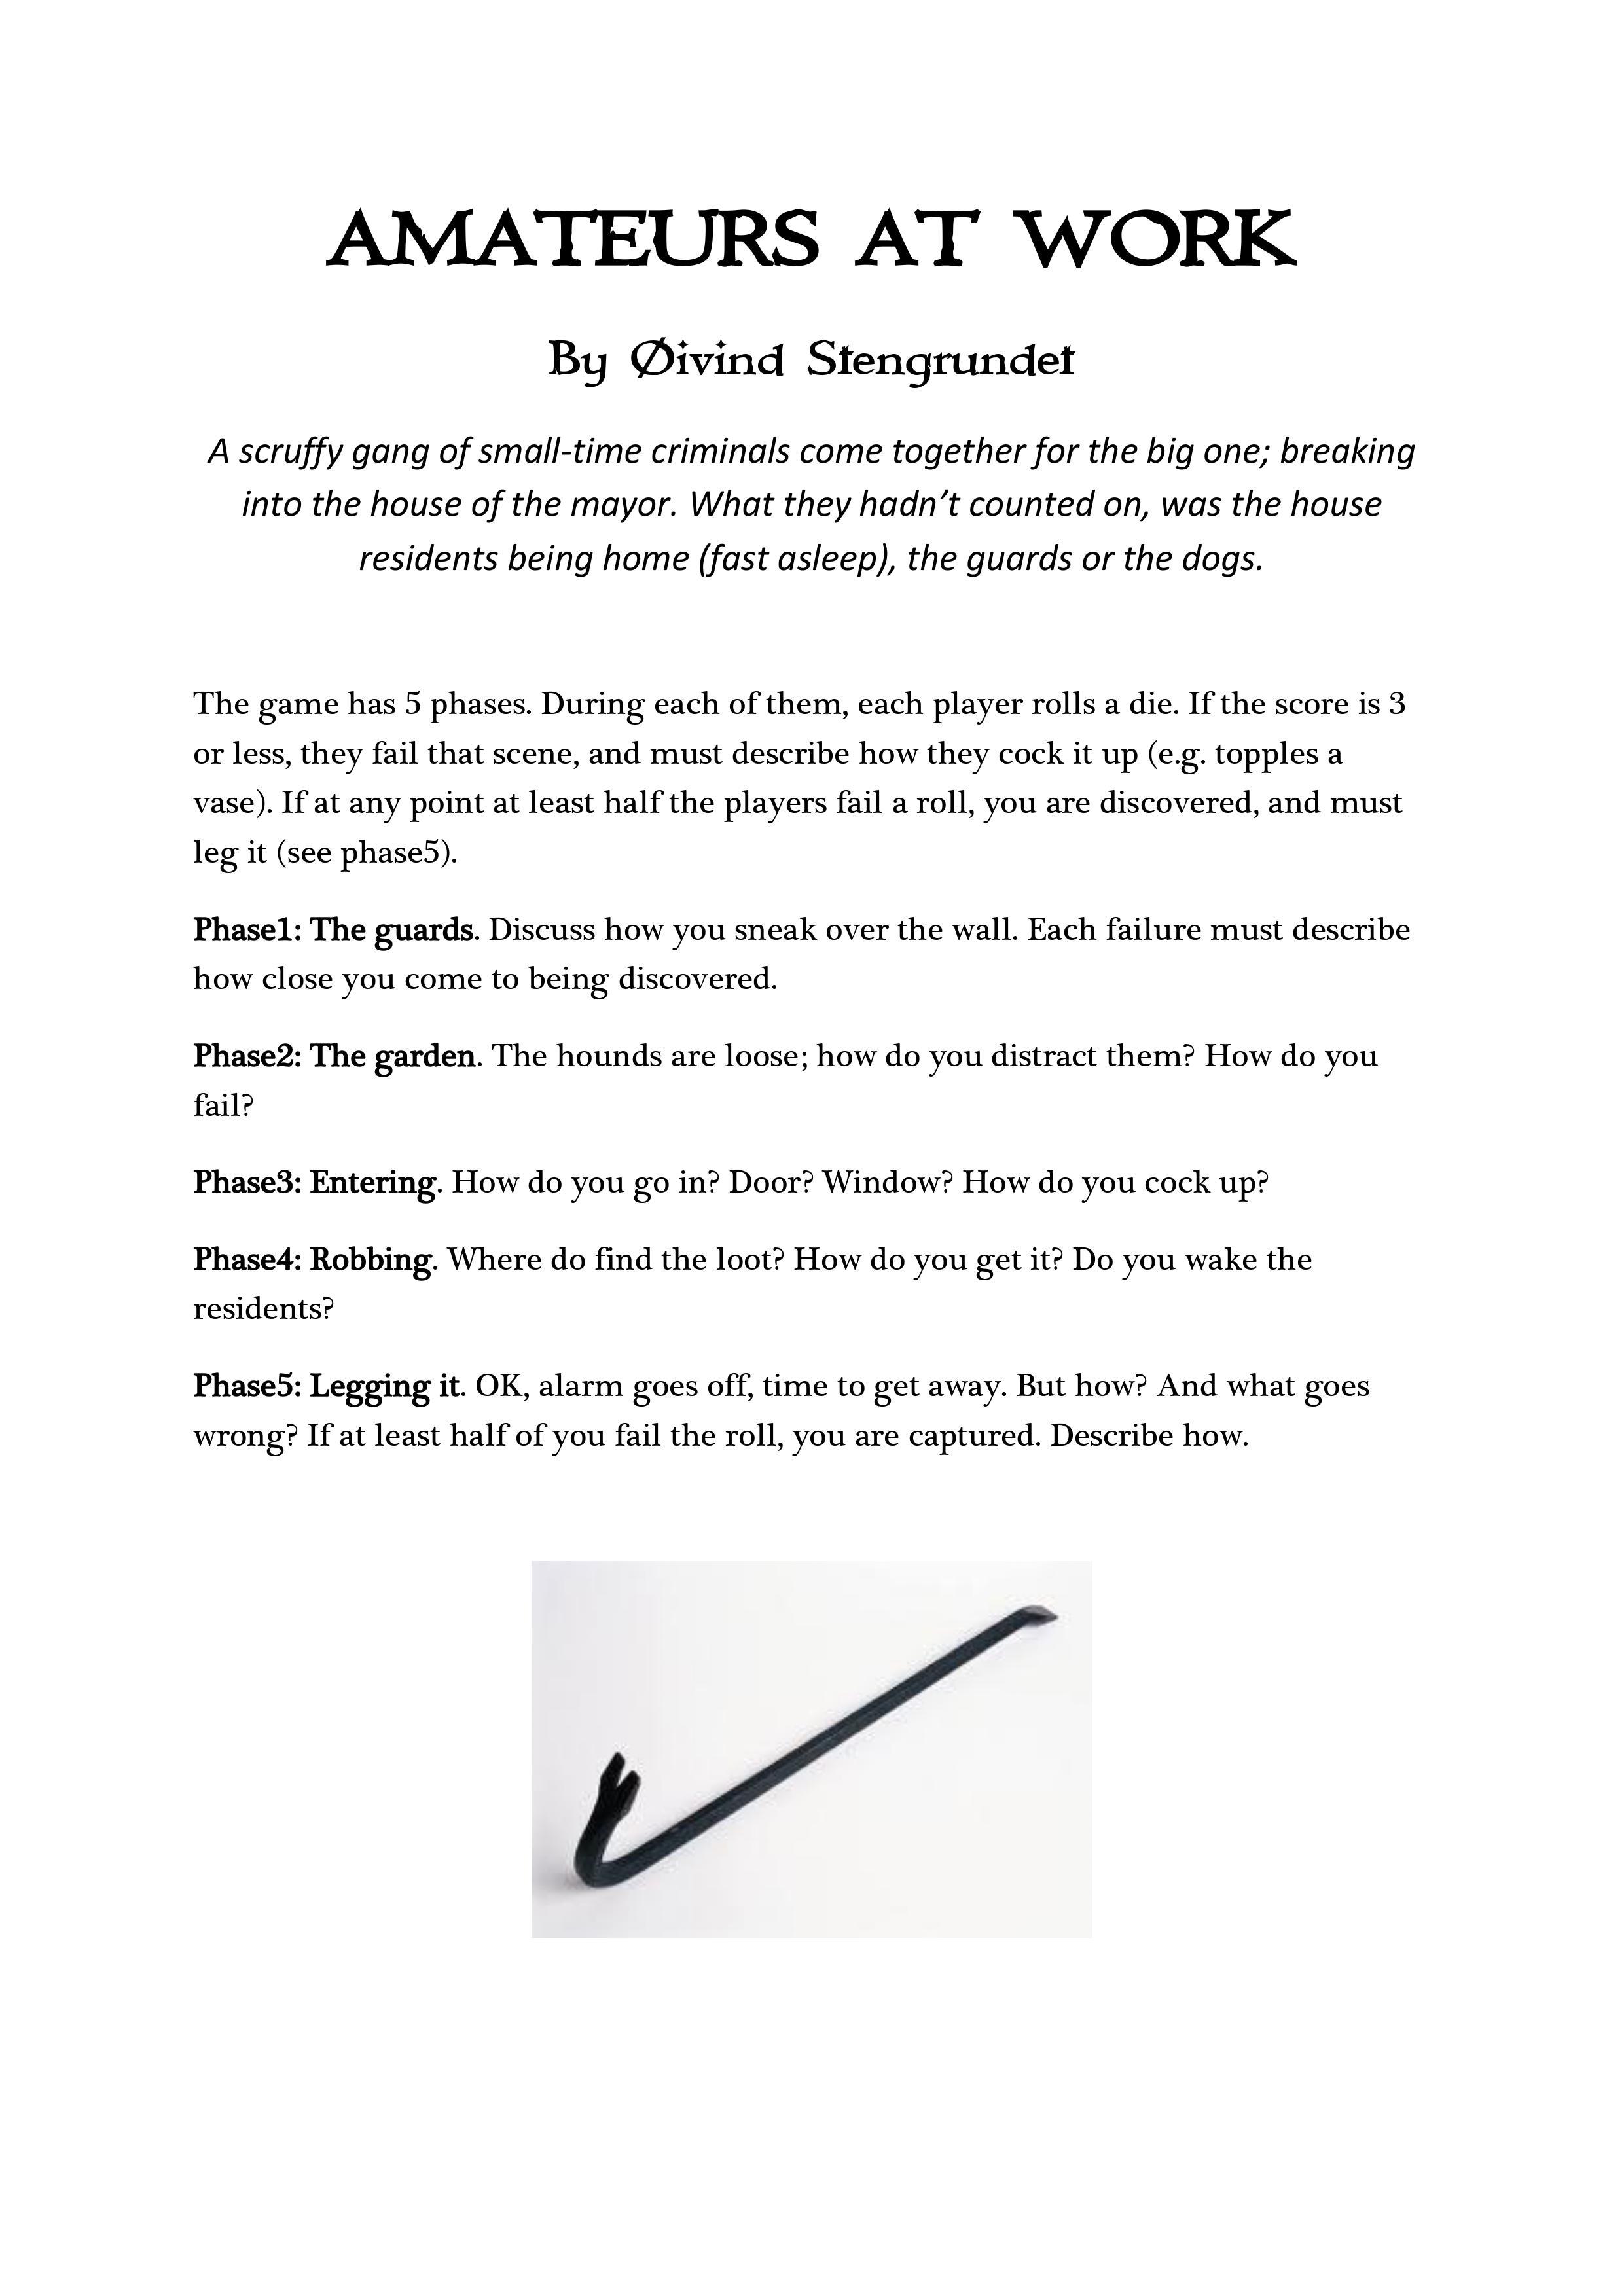 AMATEURS AT WORK
By Øivind Stengrundet
A scruffy gang of small-time criminals come together for the big one; breaking
into the house of the mayor. What they hadn’t counted on, was the house
residents being home (fast asleep), the guards or the dogs.
The game has 5 phases. During each of them, each player rolls a die. If the score is 3
or less, they fail that scene, and must describe how they cock it up (e.g. topples a
vase). If at any point at least half the players fail a roll, you are discovered, and must
leg it (see phase5).
Phase1: The guards. Discuss how you sneak over the wall. Each failure must describe
how close you come to being discovered.
Phase2: The garden. The hounds are loose; how do you distract them? How do you
fail?
Phase3: Entering. How do you go in? Door? Window? How do you cock up?
Phase4: Robbing. Where do find the loot? How do you get it? Do you wake the
residents?
Phase5: Legging it. OK, alarm goes off, time to get away. But how? And what goes
wrong? If at least half of you fail the roll, you are captured. Describe how.